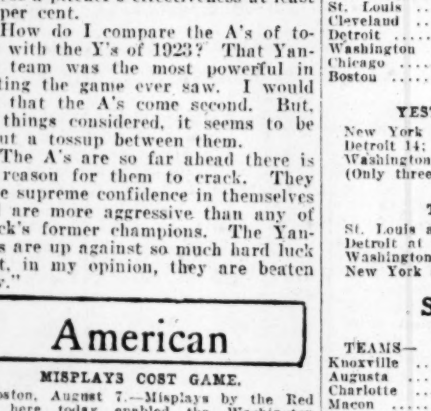 per cent.
How do I compare the A's of to-
with the Y's of 1923? That Yan-
team was the most powerful in
ting the game ever saw. I would
that the A's come second. But,
things considered, it seems to be
ut a tossup between them.
The A's are so far ahead there is
reason for them to crack. They
e supreme confidence in themselves
are more aggressive than any of
ck's former champions. The Yan-
s are up against so much hard luck
t, in my opinion, they are beaten
."
American
MISPLAYS COST GAME.
oston, August 7.—Misplays by the Red
here today enabled the
St. Louis ....
Cleveland ..
Detroit .....
Washington
Chicago ....
Boston .....
YES
New York
Detroit 14;
Washington
(Only three
T
St. Louis a
Detroit at
Washington
New York
S
TEAMS—
Knoxville ..
Augusta ...
Charlotte ..
Macon ....